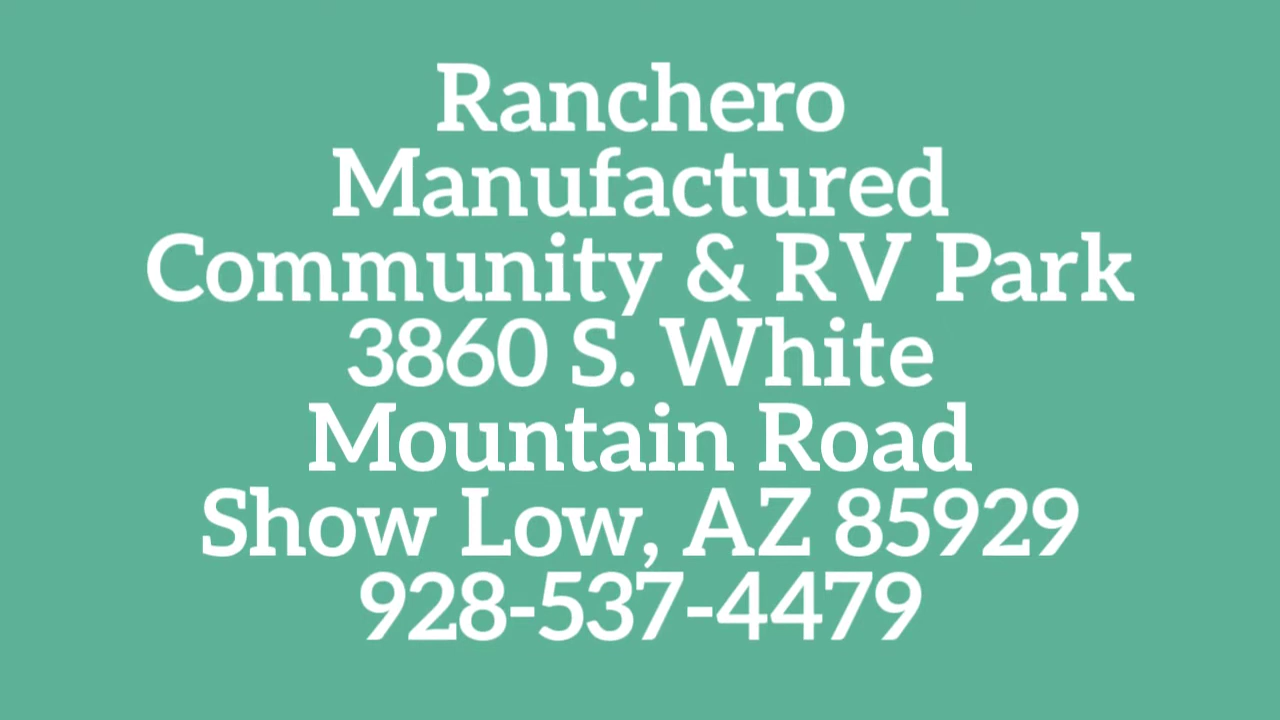 Ranchero
Manufactured
Community & RV Park
3860 S. White
Mountain Road
Show Low, AZ 85929
928-537-4479